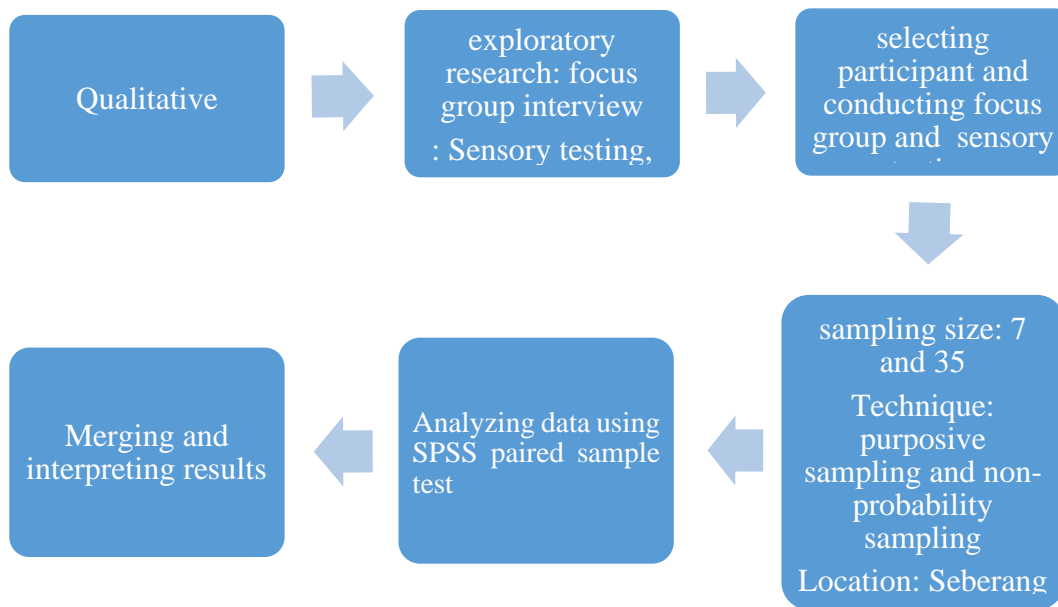 Qualitative
exploratory
research: focus
group interview
: Sensory testing,
selecting
participant and
conducting focus
group and sensory
sampling size: 7
and 35
Technique:
purposive
sampling and non-
probability
sampling
Location: Seberang
Analyzing data using
SPSS paired sample
test
Merging and
interpreting results